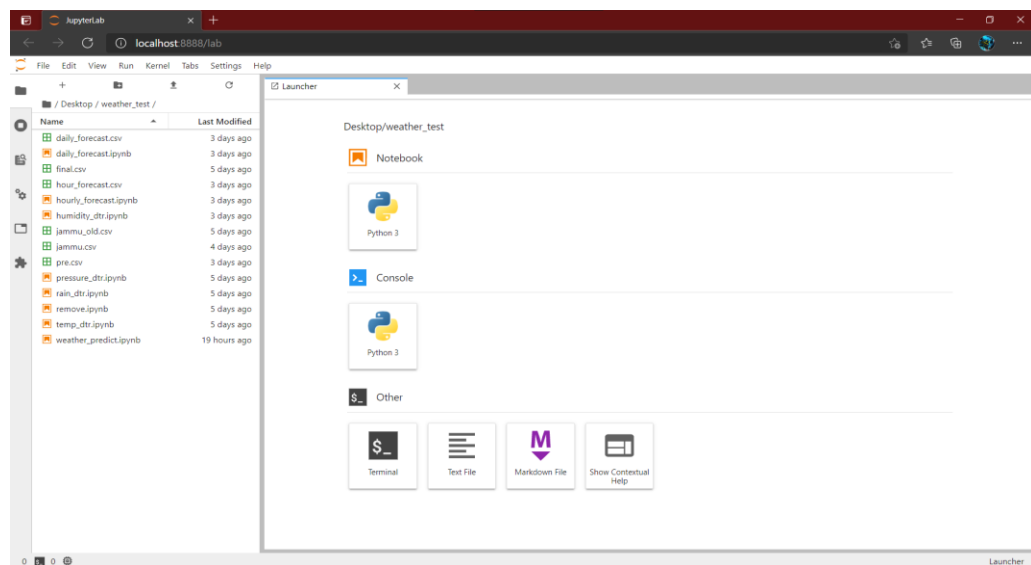 JupyterLab
localhost:8888/lab
File Edit View Run Kernel Tabs Settings Help
/ Desktop / weather_test /
Name Last Modified
daily_forecast.csv 3 days ago
daily_forecast.ipynb 3 days ago
final.csv 5 days ago
hour_forecast.csv 3 days ago
hourly_forecast.ipynb 3 days ago
humidity_dtr.ipynb 3 days ago
jammu_old.csv 5 days ago
jammu.csv 4 days ago
pre.csv 3 days ago
pressure_dtr.ipynb 5 days ago
rain_dtr.ipynb 5 days ago
remove.ipynb 5 days ago
temp_dtr.ipynb 5 days ago
weather_predict.ipynb 19 hours ago
Launcher
Desktop/weather_test
Notebook
Python 3
Console
Python 3
$_ Other
$_
M
Terminal Text File Markdown File Show Contextual
Help
0 $_ 0 Launcher